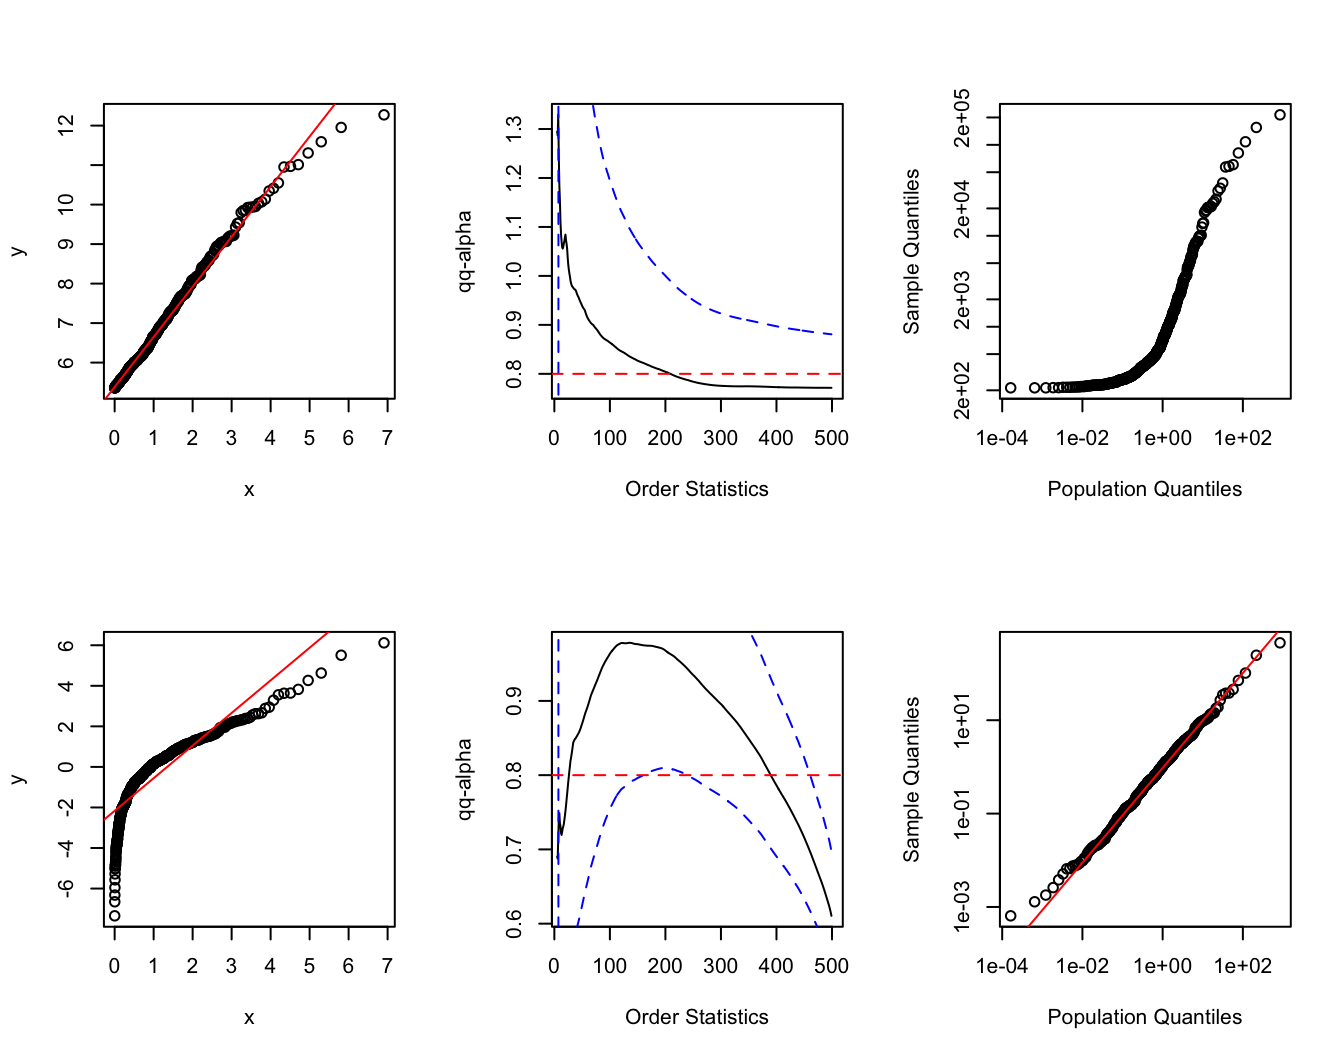 y
12
10
9
8
7
6
0 1 2 3 4 5 6 7
x
qq-alpha
1.3
1.2
1.1
1.0
0.9
0.8
0 100 200 300 400 500
Order Statistics
Sample Quantiles
2e+05
2e+04
2e+03
2e+02
1e-04 1e-02 1e+00 1e+02
Population Quantiles
y
6
4
2
0
-2
-4
-6
0 1 2 3 4 5 6 7
x
qq-alpha
0.9
0.8
0.7
0.6
0 100 200 300 400 500
Order Statistics
Sample Quantiles
1e+01
1e-01
1e-03
1e-04 1e-02 1e+00 1e+02
Population Quantiles